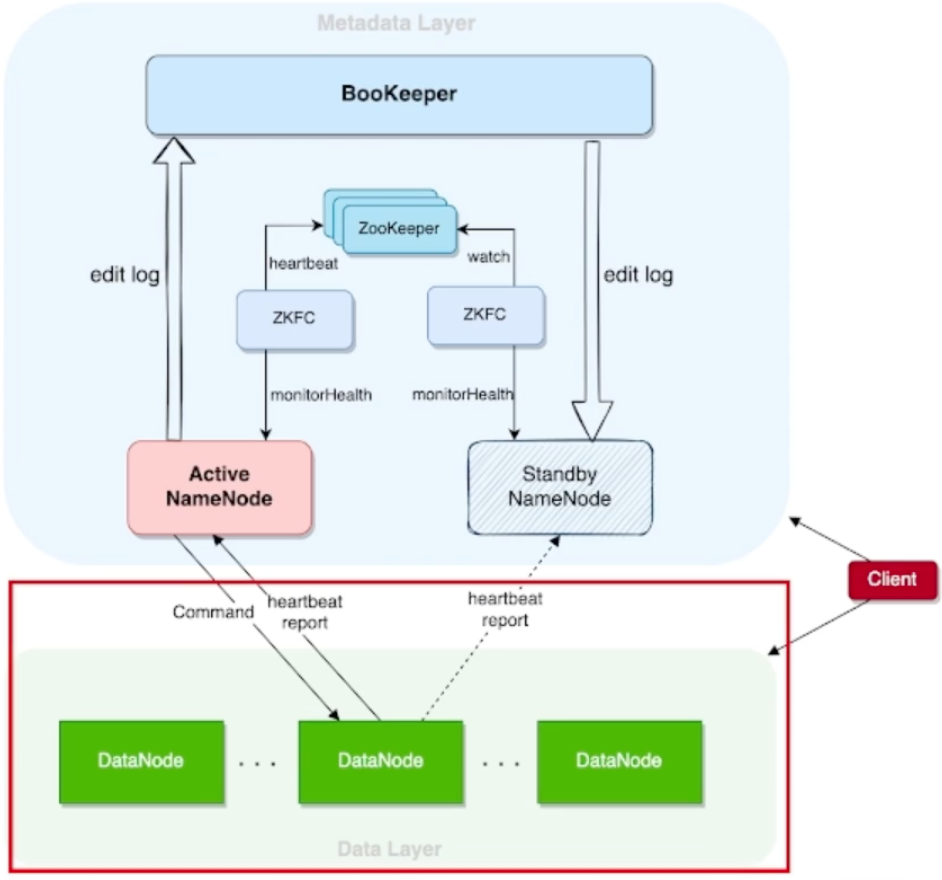 Metadata Layer
BooKeeper
ZooKeeper
heartbeat
watch
edit log
edit log
ZKFC
ZKFC
monitorHealth
monitorHealth
Active
NameNode
Standby
NameNode
Client
Command
heartbeat
report
heartbeat
report
DataNode
. . .
DataNode
. . .
DataNode
Data Layer